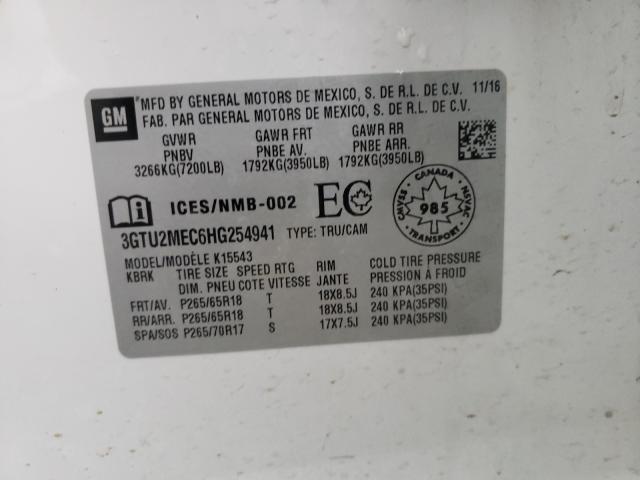 GM
MFD BY GENERAL MOTORS DE MEXICO, S. DE R.L. DE C.V. 11/16
FAB. PAR GENERAL MOTORS DE MEXICO, S. DE R.L. DE C.V.
GVWR GAWR FRT GAWR RR
PNBV PNBE AV. PNBE ARR.
3266KG(7200LB) 1792KG(3950LB) 1792KG(3950LB)
ICES/NMB-002 EC
CANADA
CMVSS NSVAC
985
TRANSPORT
3GTU2MEC6HG254941 TYPE: TRU/CAM
MODEL/MODÈLE K15543
KBRK TIRE SIZE SPEED RTG RIM COLD TIRE PRESSURE
DIM. PNEU COTE VITESSE JANTE PRESSION À FROID
FRT/AV. P265/65R18 T 18X8.5J 240 KPA(35PSI)
RR/ARR. P265/65R18 T 18X8.5J 240 KPA(35PSI)
SPA/SOS P265/70R17 S 17X7.5J 240 KPA(35PSI)